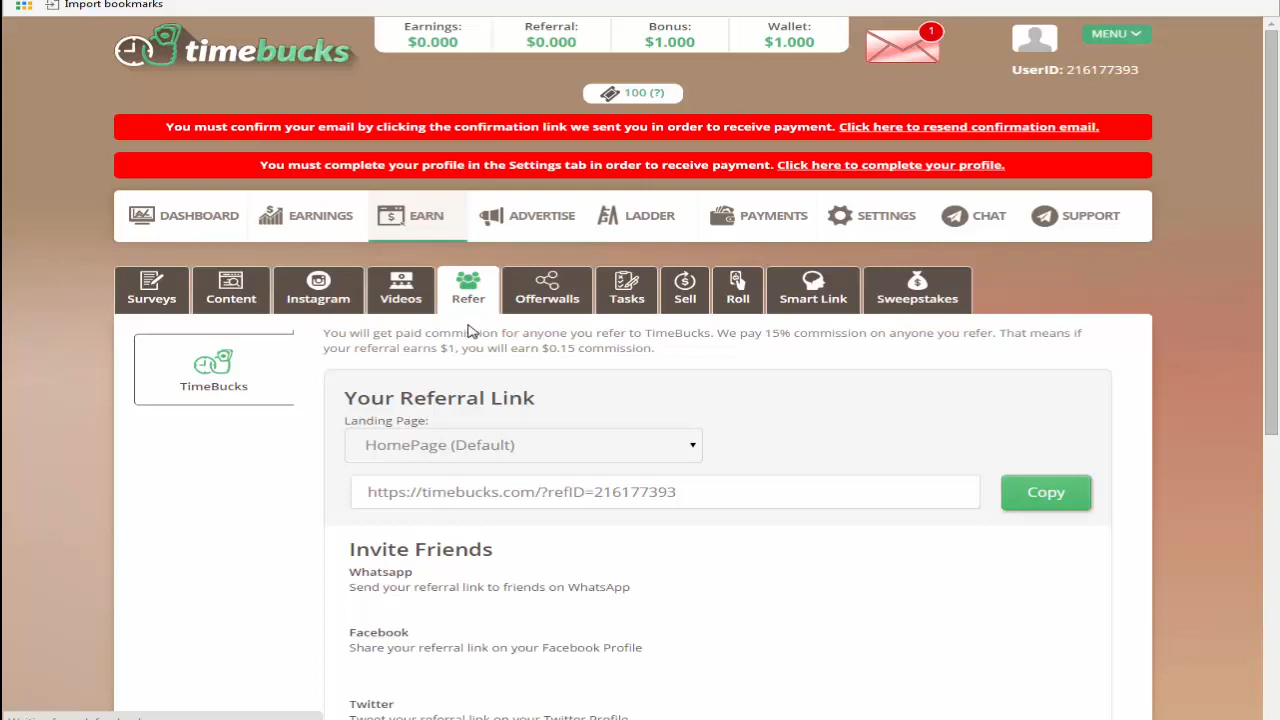 Import bookmarks
timebucks
Earnings: Referral: Bonus: Wallet:
$0.000 $0.000 $1.000 $1.000
1
MENU
UserID: 216177393
100 (?)
You must confirm your email by clicking the confirmation link we sent you in order to receive payment. Click here to resend confirmation email.
You must complete your profile in the Settings tab in order to receive payment. Click here to complete your profile.
DASHBOARD EARNINGS EARN ADVERTISE LADDER PAYMENTS SETTINGS CHAT SUPPORT
Surveys Content Instagram Videos Refer Offerwalls Tasks Sell Roll Smart Link Sweepstakes
TimeBucks
You will get paid commission for anyone you refer to TimeBucks. We pay 15% commission on anyone you refer. That means if
your referral earns $1, you will earn $0.15 commission.
Your Referral Link
Landing Page:
HomePage (Default)
https://timebucks.com/?refID=216177393
Copy
Invite Friends
Whatsapp
Send your referral link to friends on WhatsApp
Facebook
Share your referral link on your Facebook Profile
Twitter
Tweet your referral link on your Twitter Profile